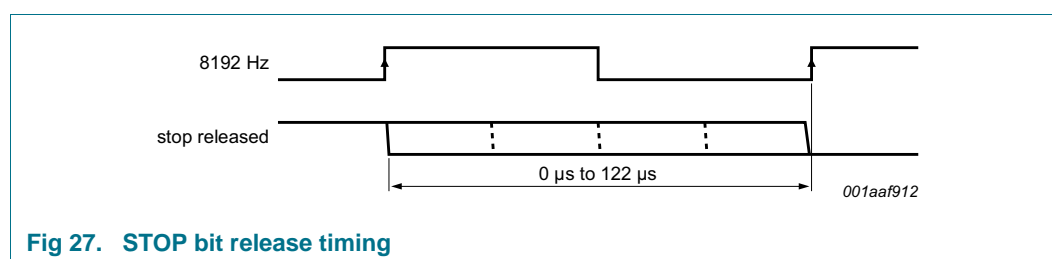 8192 Hz
stop released
0 µs to 122 µs
001aaf912
Fig 27. STOP bit release timing